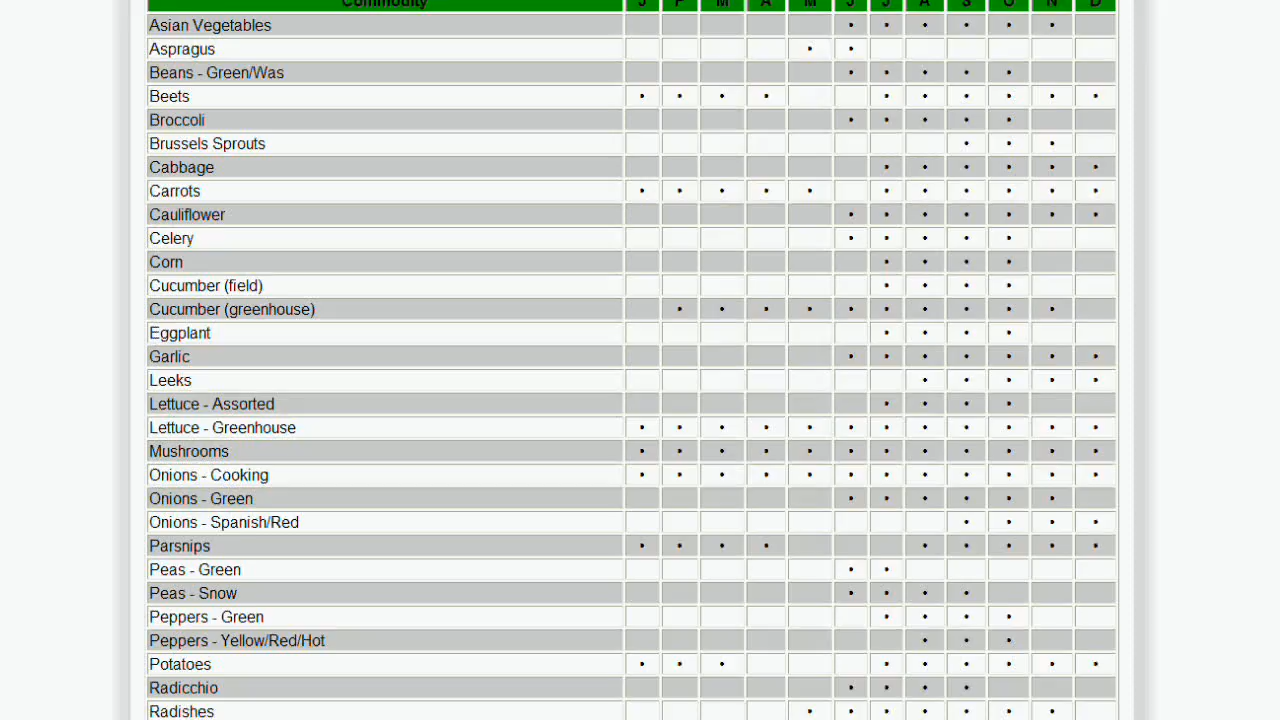 Commodity J F M A M J J A S O N D
Asian Vegetables • • • • • •
Aspragus • •
Beans - Green/Was • • • • •
Beets • • • • • • • • • •
Broccoli • • • • •
Brussels Sprouts • • •
Cabbage • • • • • •
Carrots • • • • • • • • • • •
Cauliflower • • • • • • •
Celery • • • • •
Corn • • • •
Cucumber (field) • • • •
Cucumber (greenhouse) • • • • • • • • • •
Eggplant • • • •
Garlic • • • • • • •
Leeks • • • • •
Lettuce - Assorted • • • •
Lettuce - Greenhouse • • • • • • • • • • • •
Mushrooms • • • • • • • • • • • •
Onions - Cooking • • • • • • • • • • • •
Onions - Green • • • • • •
Onions - Spanish/Red • • • •
Parsnips • • • • • • • • •
Peas - Green • •
Peas - Snow • • • •
Peppers - Green • • • •
Peppers - Yellow/Red/Hot • • •
Potatoes • • • • • • • • •
Radicchio • • • •
Radishes • • • • • • •